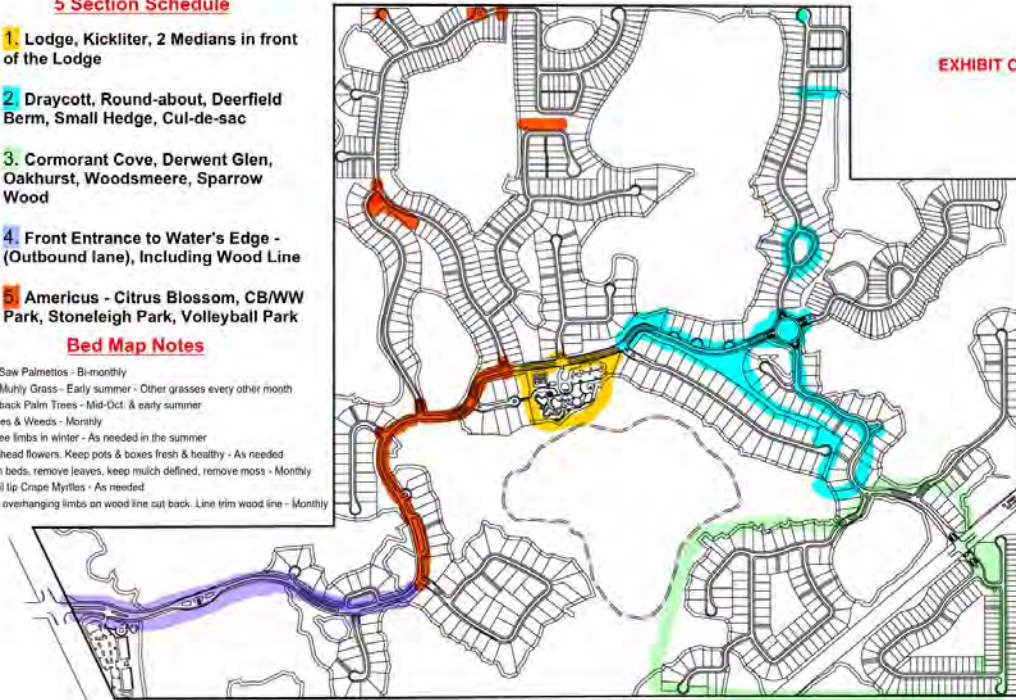 5 Section Schedule
1. Lodge, Kickliter, 2 Medians in front
of the Lodge
2. Draycott, Round-about, Deerfield
Berm, Small Hedge, Cul-de-sac
3. Cormorant Cove, Derwent Glen,
Oakhurst, Woodsmeere, Sparrow
Wood
4. Front Entrance to Water's Edge -
(Outbound lane), Including Wood Line
5. Americus - Citrus Blossom, CB/WW
Park, Stoneleigh Park, Volleyball Park
Bed Map Notes
Saw Palmettos - Bi-monthly
Muhly Grass - Early summer - Other grasses every other month
back Palm Trees - Mid-Oct. & early summer
& Weeds - Monthly
limbs in winter - As needed in the summer
head flowers. Keep pots & boxes fresh & healthy - As needed
beds, remove leaves, keep mulch defined, remove moss - Monthly
tip Crape Myrtles - As needed
overhanging limbs on wood line cut back. Line trim wood line - Monthly
EXHIBIT C